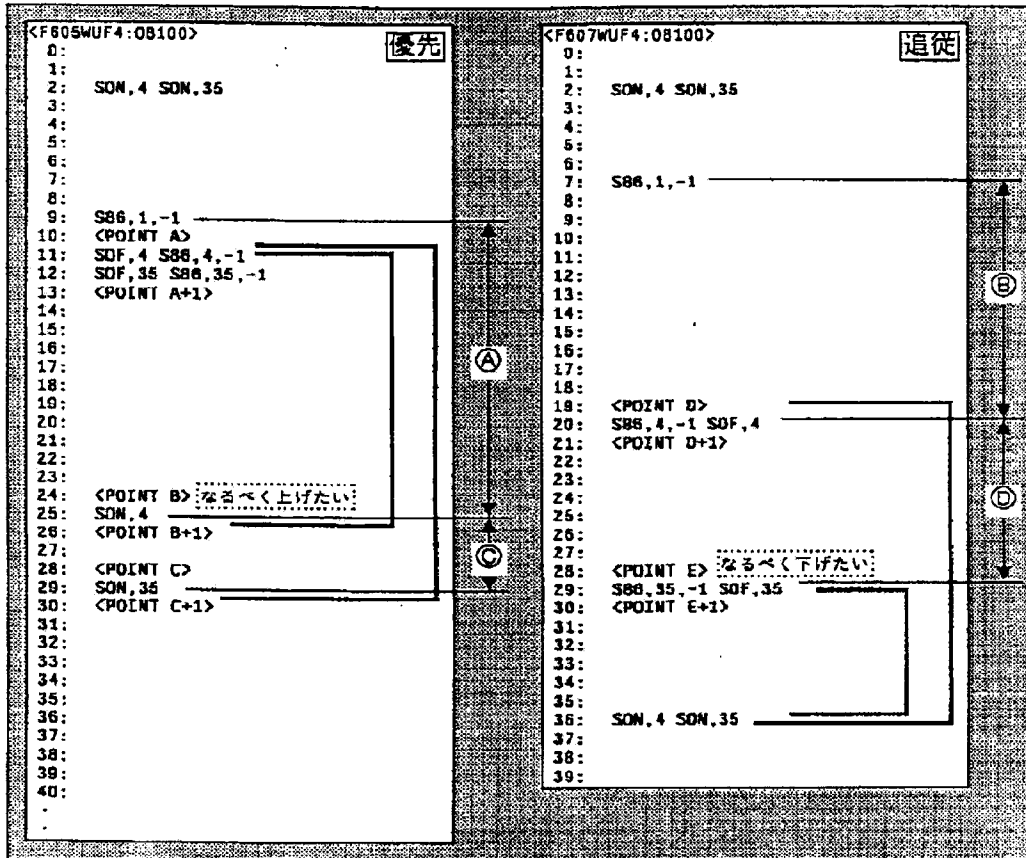 <F605WUF4:OB100>
優先
0:
1:
2: SON,4 SON,35
3:
4:
5:
6:
7:
8:
9: S86,1,-1
10: <POINT A>
11: SOF,4 S86,4,-1
12: SOF,35 S86,35,-1
13: <POINT A+1>
14:
15:
16:
17:
18:
19:
20:
21:
22:
23:
24: <POINT B> なるべく上げたい
25: SON,4
26: <POINT B+1>
27:
28: <POINT C>
29: SON,35
30: <POINT C+1>
31:
32:
33:
34:
35:
36:
37:
38:
39:
40:
.
.
Ⓐ
Ⓒ
<F607WUF4:OB100>
追従
0:
1:
2: SON,4 SON,35
3:
4:
5:
6:
7: S86,1,-1
8:
9:
10:
11:
12:
13:
14:
15:
16:
17:
18:
19: <POINT D>
20: S86,4,-1 SOF,4
21: <POINT D+1>
22:
23:
24:
25:
26:
27:
28: <POINT E> なるべく下げたい
29: S86,35,-1 SOF,35
30: <POINT E+1>
31:
32:
33:
34:
35:
36: SON,4 SON,35
37:
38:
39:
Ⓑ
Ⓓ